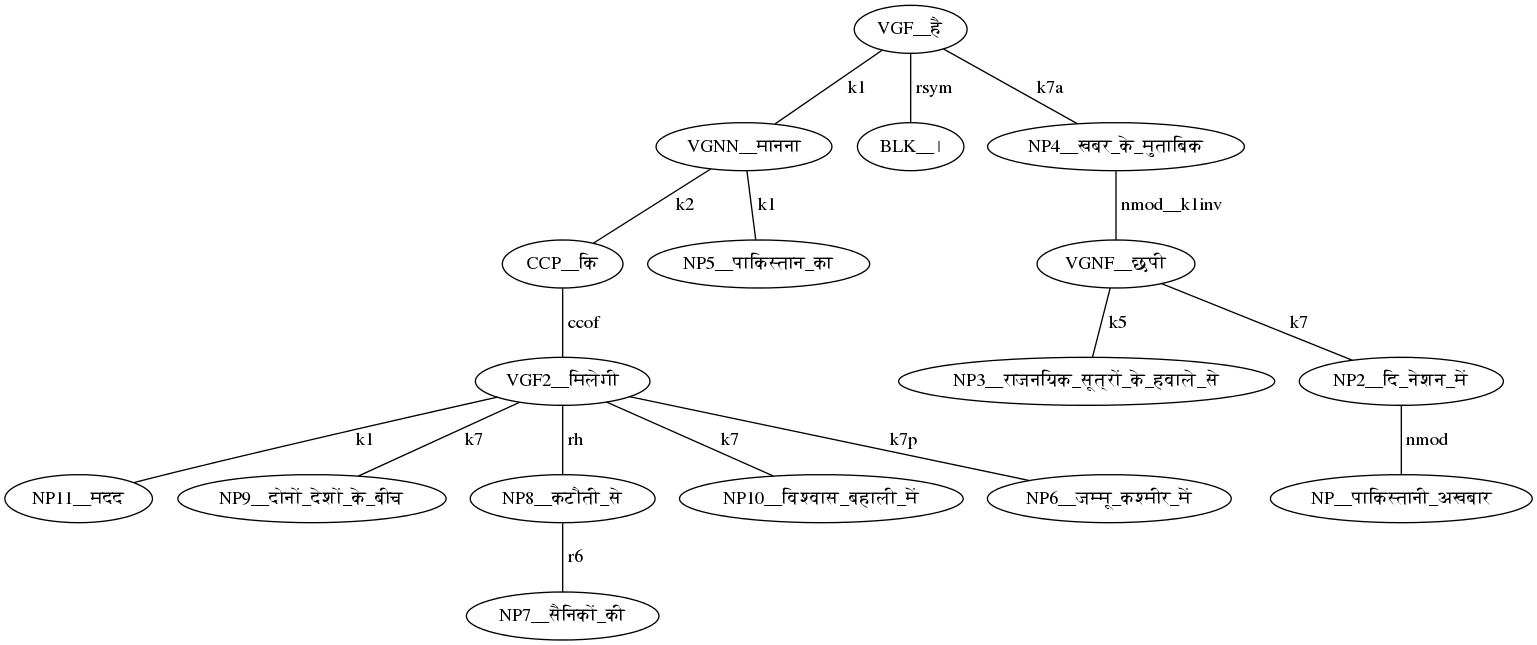 VGF__है
k1 rsym k7a
VGNN__मानना BLK__। NP4__खबर_के_मुताबिक
k2 k1 nmod__k1inv
CCP__कि NP5__पाकिस्तान_का VGNF__छपी
ccof k5 k7
VGF2__मिलेगी NP3__राजनयिक_सूत्रों_के_हवाले_से NP2__दि_नेशन_में
k1 k7 rh k7 k7p nmod
NP11__मदद NP9__दोनों_देशों_के_बीच NP8__कटौती_से NP10__विश्वास_बहाली_में NP6__जम्मू_कश्मीर_में NP__पाकिस्तानी_अखबार
r6
NP7__सैनिकों_की